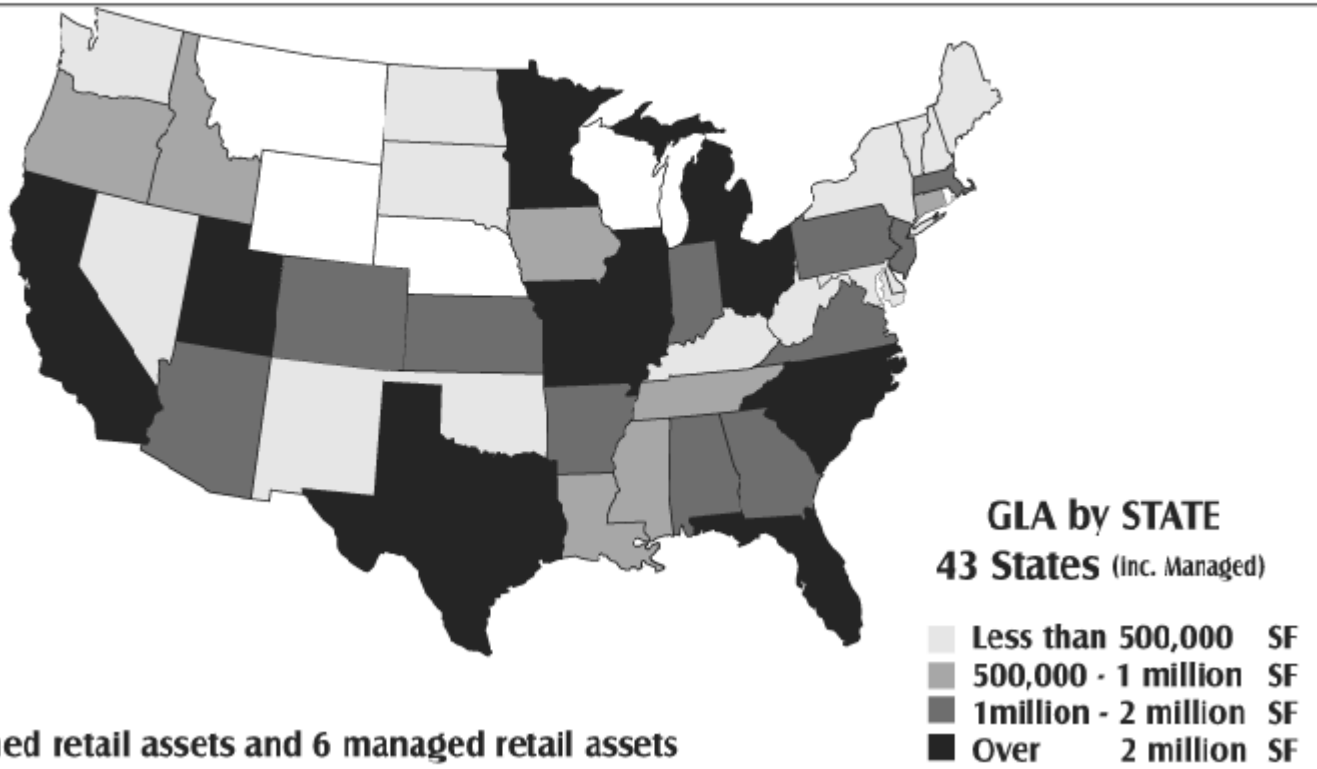 GLA by STATE
43 States (inc. Managed)
Less than 500,000 SF
500,000 - 1 million SF
1million - 2 million SF
Over 2 million SF
retail assets and 6 managed retail assets